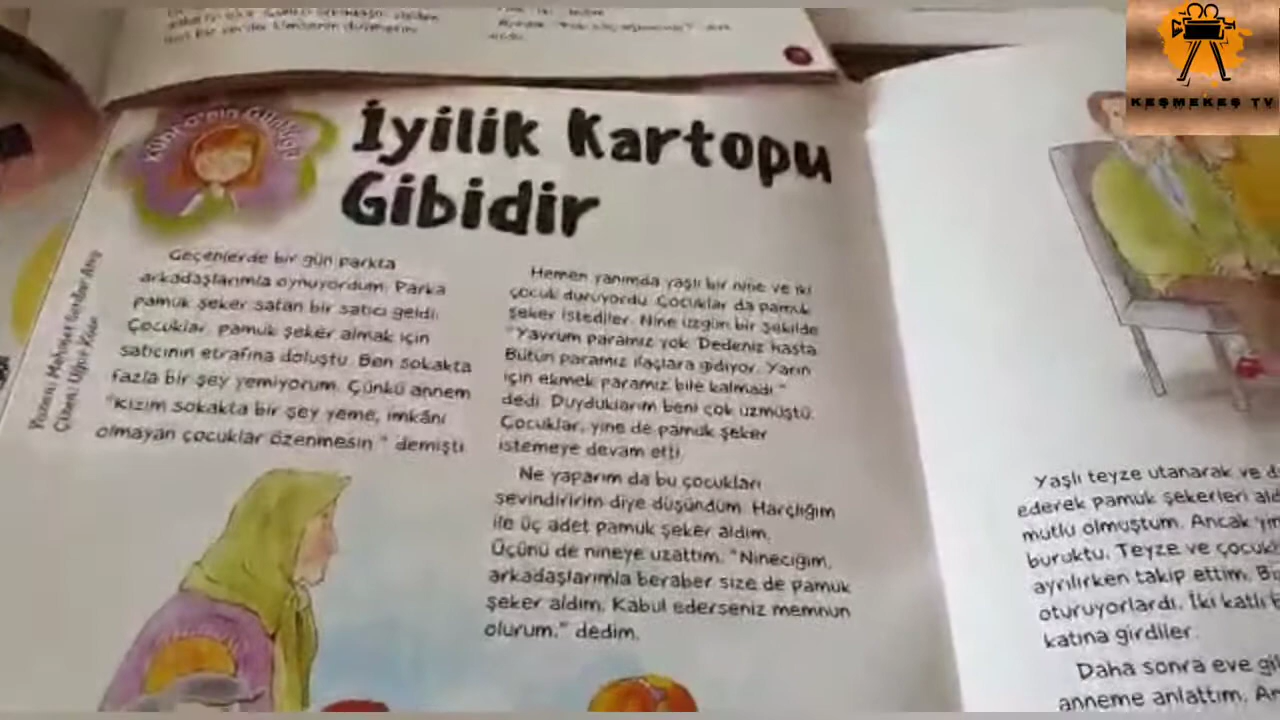 KEŞMEKEŞ TV
İyilik Kartopu
Gibidir
Geçenlerde bir gün parkta
arkadaşlarımla oynuyordum. Parka
pamuk şeker satan bir satıcı geldi.
Çocuklar, pamuk şeker almak için
satıcının etrafına doluştu. Ben sokakta
fazla bir şey yemiyorum. Çünkü annem
"Kızım sokakta bir şey yeme, imkânı
olmayan çocuklar özenmesin." demişti.
Hemen yanımda yaşlı bir nine ve iki
çocuk duruyordu. Çocuklar da pamuk
şeker istediler. Nine üzgün bir şekilde
"Yavrum paramız yok. Dedeniz hasta.
Bütün paramız ilaçlara gidiyor. Yarın
için ekmek paramız bile kalmadı."
dedi. Duyduklarım beni çok üzmüştü.
Çocuklar, yine de pamuk şeker
istemeye devam etti.
Ne yaparım da bu çocukları
sevindiririm diye düşündüm. Harçlığım
ile üç adet pamuk şeker aldım.
Üçünü de nineye uzattım. "Nineciğim,
arkadaşlarımla beraber size de pamuk
şeker aldım. Kabul ederseniz memnun
olurum." dedim.
Yaşlı teyze utanarak ve
ederek pamuk şekerleri
mutlu olmuştum. Ancak
buruktu. Teyze ve
ayrılırken takip ettim.
oturuyorlardı. İki katlı
katına girdiler.
Daha sonra eve
anneme anlattım.